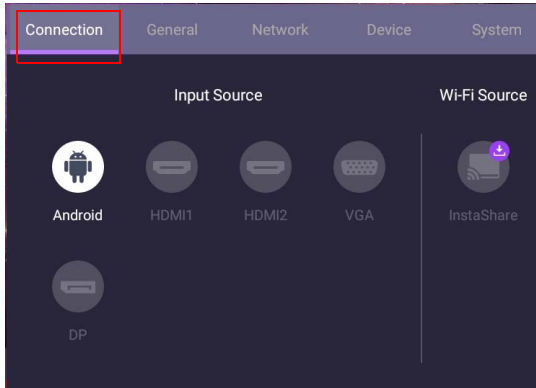 Connection General Network Device System
Input Source Wi-Fi Source
Android HDMI1 HDMI2 VGA InstaShare
DP